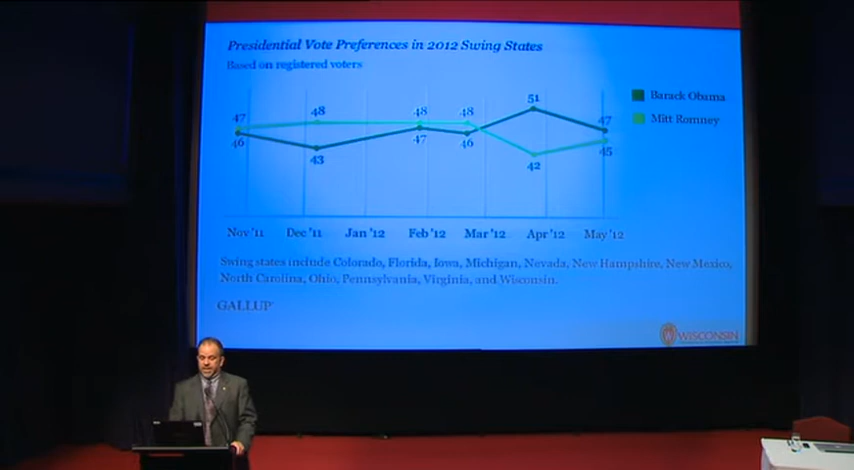 Presidential Vote Preferences in 2012 Swing States
Based on registered voters
Barack Obama
Mitt Romney
47 48 48 48 51 47
46 43 47 46 42 45
Nov '11 Dec '11 Jan '12 Feb '12 Mar '12 Apr '12 May '12
Swing states include Colorado, Florida, Iowa, Michigan, Nevada, New Hampshire, New Mexico,
North Carolina, Ohio, Pennsylvania, Virginia, and Wisconsin.
GALLUP
WISCONSIN